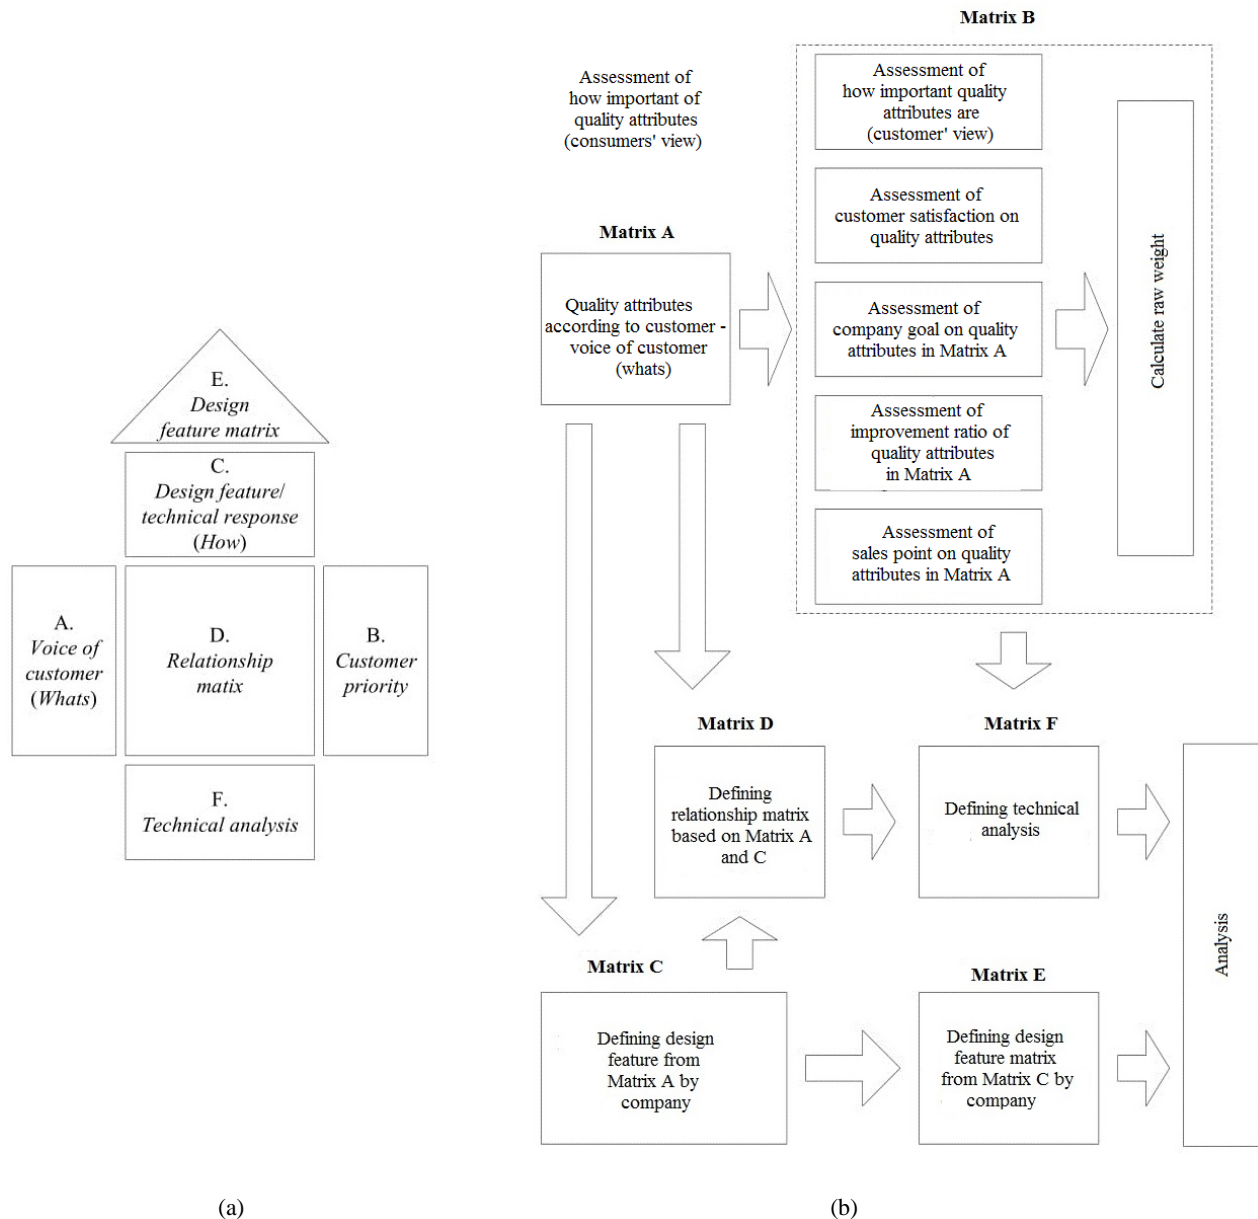 E.
Design
feature matrix
C.
Design feature/
technical response
(How)
A.
Voice of
customer
(Whats)
D.
Relationship
matix
B.
Customer
priority
F.
Technical analysis
(a)
Matrix B
Assessment of
how important of
quality attributes
(consumers' view)
Assessment of
how important quality
attributes are
(customer' view)
Assessment of
customer satisfaction on
quality attributes
Matrix A
Quality attributes
according to customer -
voice of customer
(whats)
Assessment of
company goal on quality
attributes in Matrix A
Assessment of
improvement ratio of
quality attributes
in Matrix A
Assessment of
sales point on quality
attributes in Matrix A
Calculate raw weight
Matrix D
Defining
relationship matrix
based on Matrix A
and C
Matrix F
Defining technical
analysis
Matrix C
Defining design
feature from
Matrix A by
company
Matrix E
Defining design
feature matrix
from Matrix C by
company
Analysis
(b)